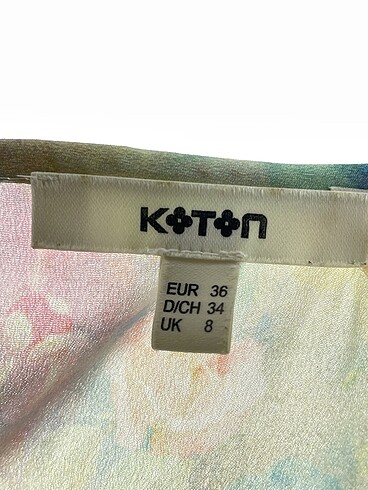 KOTON
EUR 36
D/CH 34
UK 8